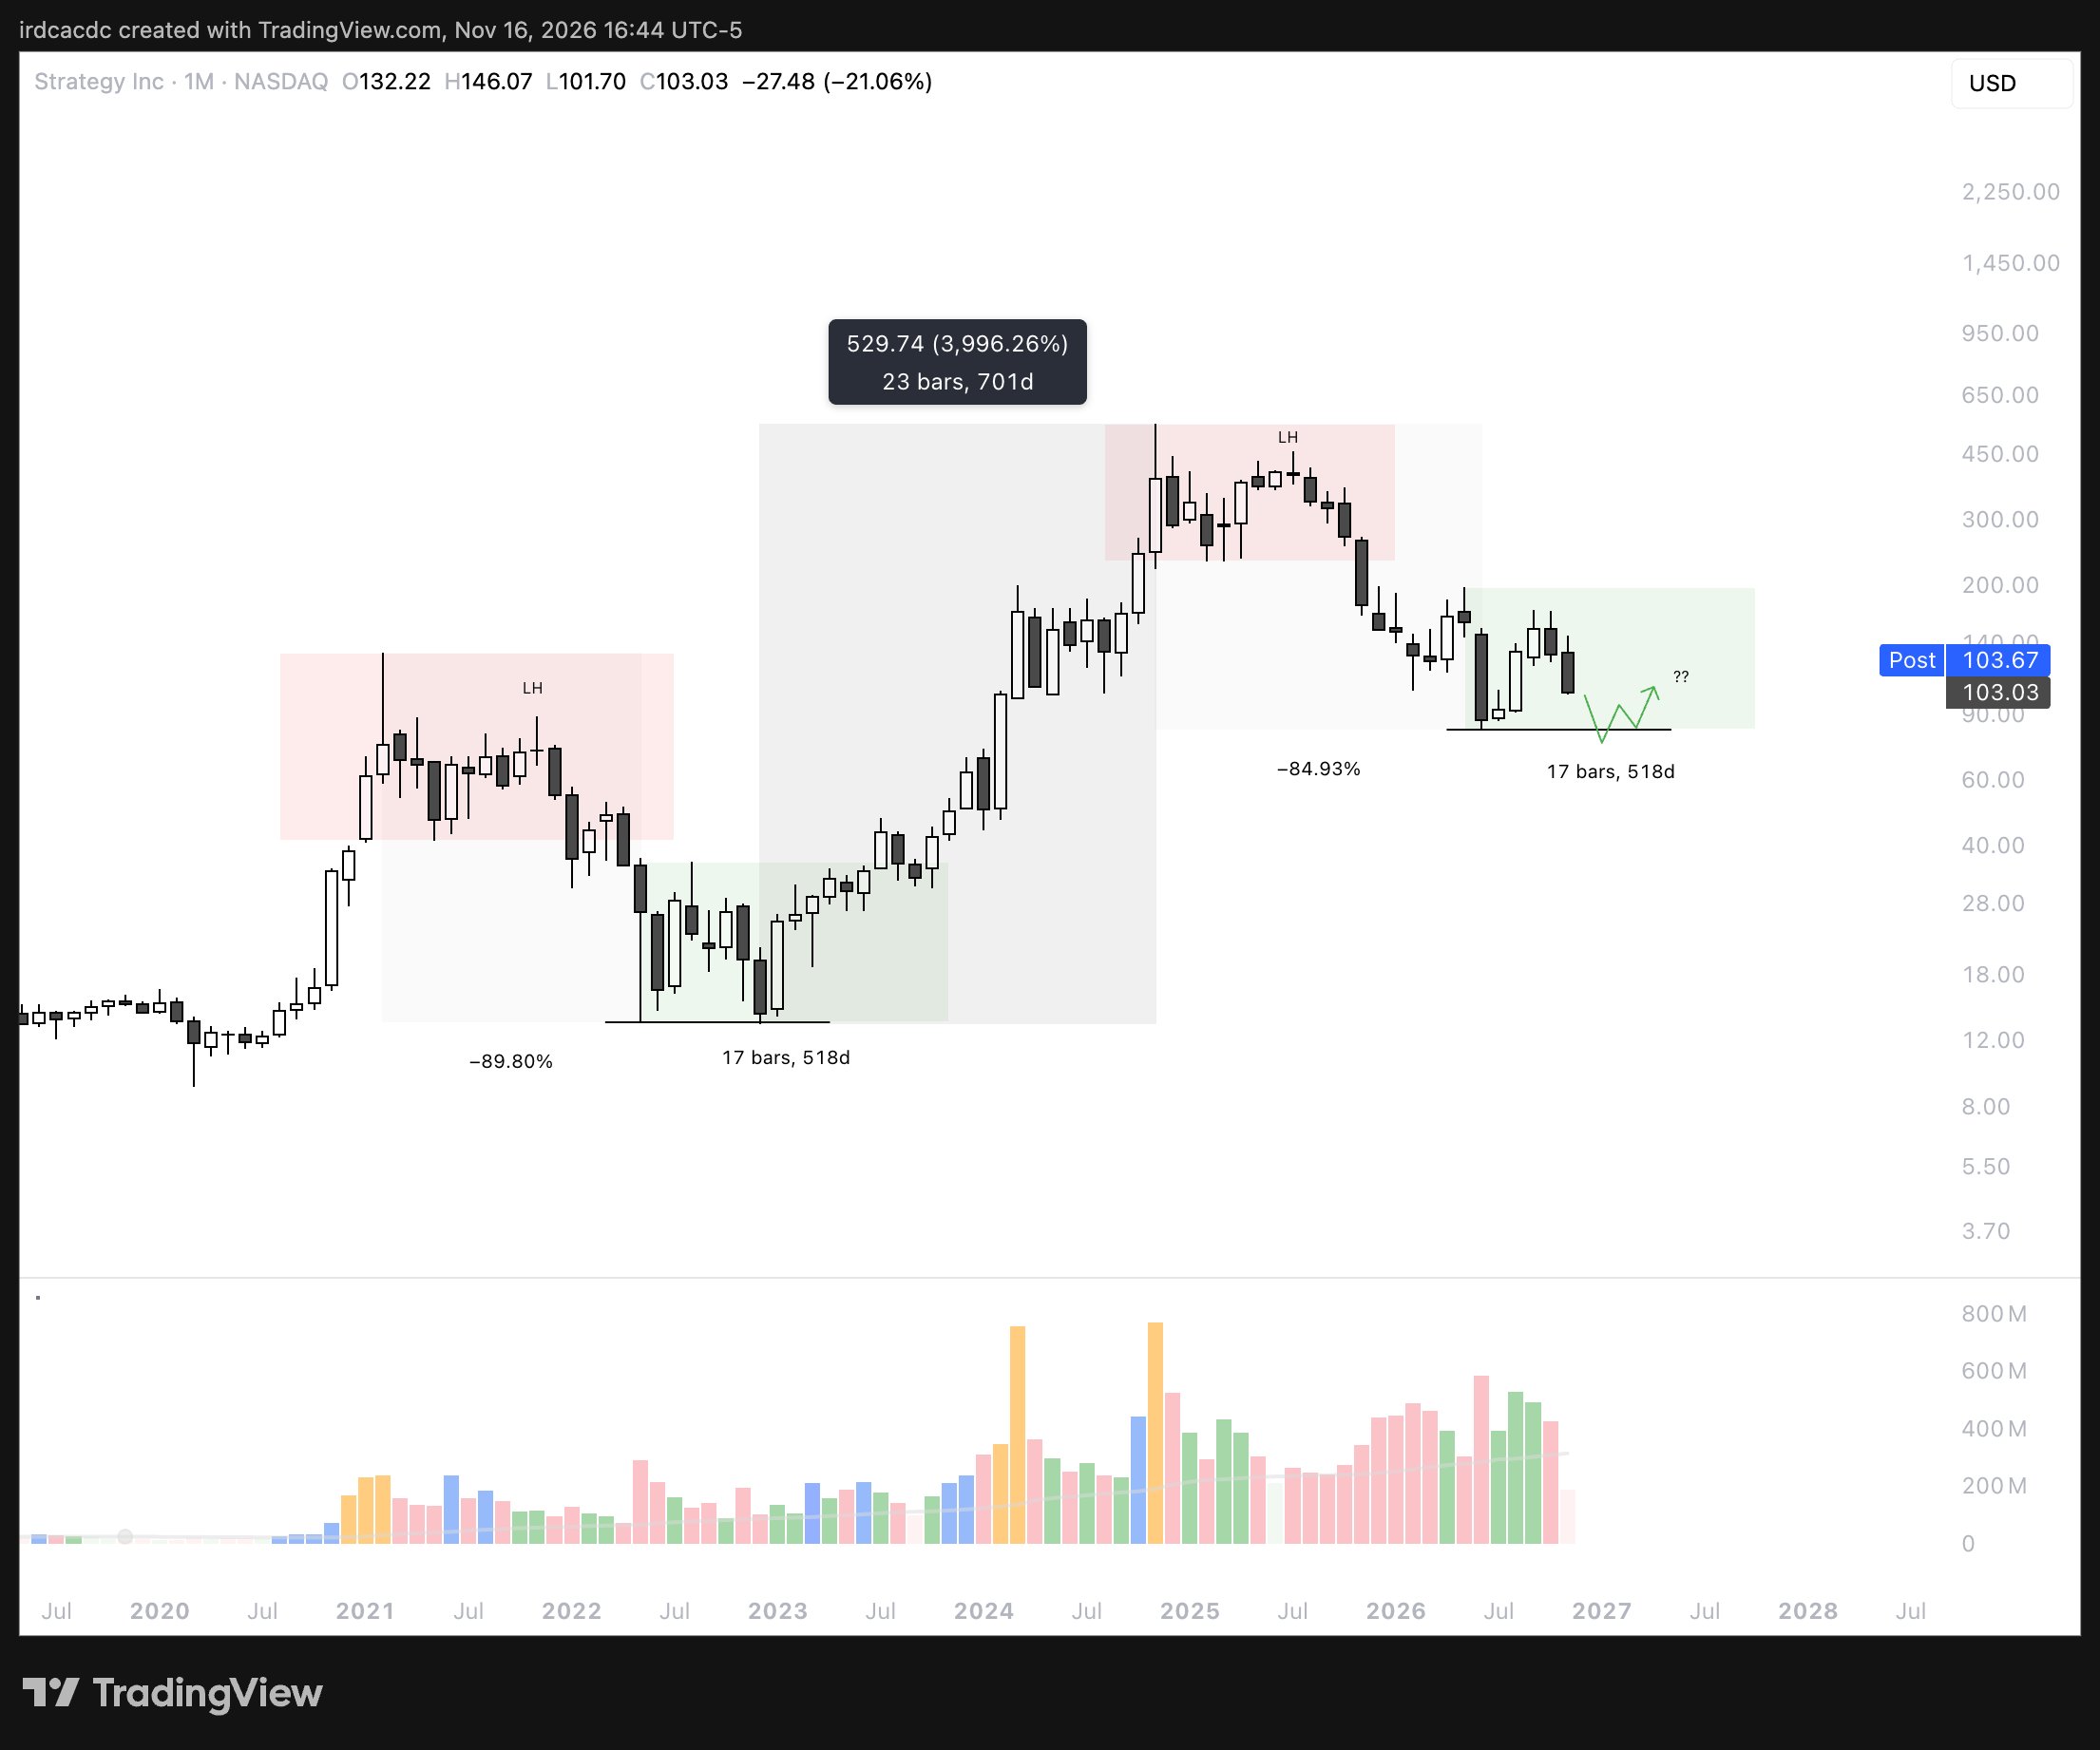 irdcacdc created with TradingView.com, Nov 16, 2026 16:44 UTC-5
Strategy Inc · 1M · NASDAQ O132.22 H146.07 L101.70 C103.03 −27.48 (−21.06%)
USD
2,250.00
1,450.00
950.00
529.74 (3,996.26%)
23 bars, 701d
650.00
LH
450.00
300.00
200.00
140.00
Post 103.67
LH
??
103.03
90.00
−84.93%
17 bars, 518d
60.00
40.00
28.00
18.00
12.00
−89.80%
17 bars, 518d
8.00
5.50
3.70
800 M
600 M
400 M
200 M
0
Jul 2020 Jul 2021 Jul 2022 Jul 2023 Jul 2024 Jul 2025 Jul 2026 Jul 2027 Jul 2028 Jul
TradingView